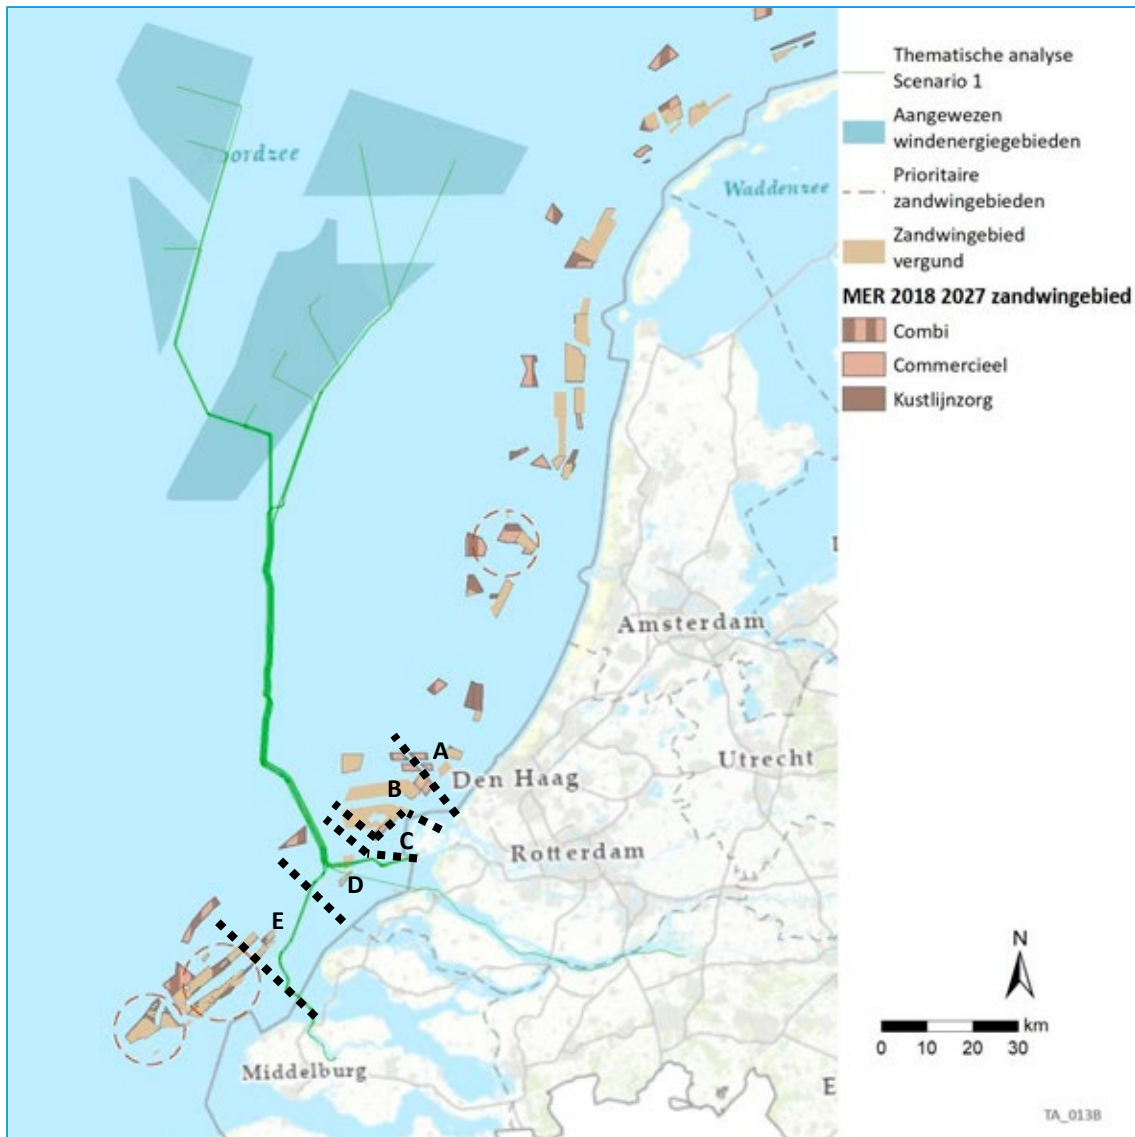 Thematische analyse
Scenario 1
Aangewezen
windenergiegebieden
Prioritaire
zandwingebieden
Zandwingebied
vergund
MER 2018 2027 zandwingebied
Combi
Commercieel
Kustlijnzorg
Noordzee
Waddenzee
Amsterdam
Utrecht
A
Den Haag
B
C
Rotterdam
D
E
Middelburg
N
km
0 10 20 30
E
TA_013B